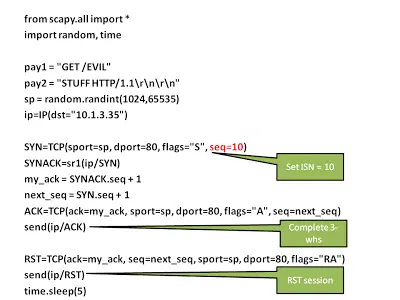 from scapy.all import *
import random, time
pay1 = "GET /EVIL"
pay2 = "STUFF HTTP/1.1\r\n\r\n"
sp = random.randint(1024,65535)
ip=IP(dst="10.1.3.35")
SYN=TCP(sport=sp, dport=80, flags="S", seq=10)
Set ISN = 10
SYNACK=sr1(ip/SYN)
my_ack = SYNACK.seq + 1
next_seq = SYN.seq + 1
ACK=TCP(ack=my_ack, sport=sp, dport=80, flags="A", seq=next_seq)
send(ip/ACK)
Complete 3-
whs
RST=TCP(ack=my_ack, seq=next_seq, sport=sp, dport=80, flags="RA")
send(ip/RST)
RST session
time.sleep(5)